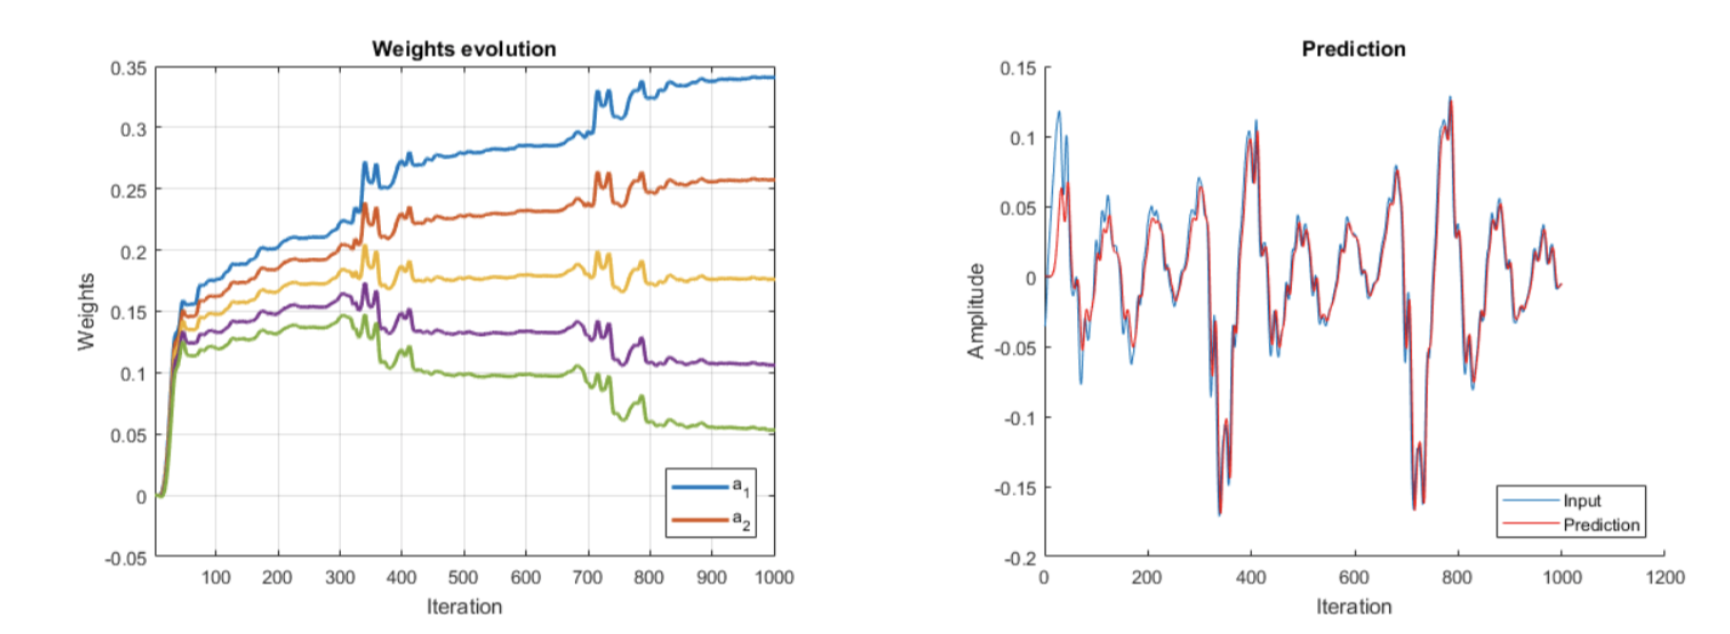 Weights evolution
0.35
0.3
0.25
0.2
0.15
0.1
0.05
0
-0.05
Weights
100 200 300 400 500 600 700 800 900 1000
Iteration
a1
a2
Prediction
0.15
0.1
0.05
0
-0.05
-0.1
-0.15
-0.2
Amplitude
0 200 400 600 800 1000 1200
Iteration
Input
Prediction